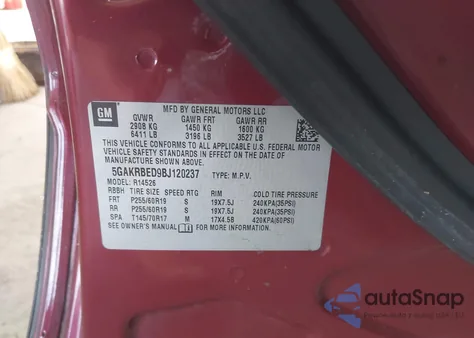 GM
MFD BY GENERAL MOTORS LLC
GVWR GAWR FRT GAWR RR
2908 KG 1450 KG 1600 KG
6411 LB 3196 LB 3527 LB
THIS VEHICLE CONFORMS TO ALL APPLICABLE U.S. FEDERAL MOTOR
VEHICLE SAFETY, BUMPER, AND THEFT PREVENTION STANDARDS
IN EFFECT ON THE DATE OF
MANUFACTURE SHOWN ABOVE.
5GAKRBED9BJ120237 TYPE: M.P.V.
MODEL: R14526
RBBH TIRE SIZE SPEED RTG RIM COLD TIRE PRESSURE
FRT P255/60R19 S 19X7.5J 240KPA(35PSI)
RR P255/60R19 S 19X7.5J 240KPA(35PSI)
SPA T145/70R17 M 17X4.5B 420KPA(60PSI)
SEE OWNER'S MANUAL FOR MORE INFORMATION.
autoSnap